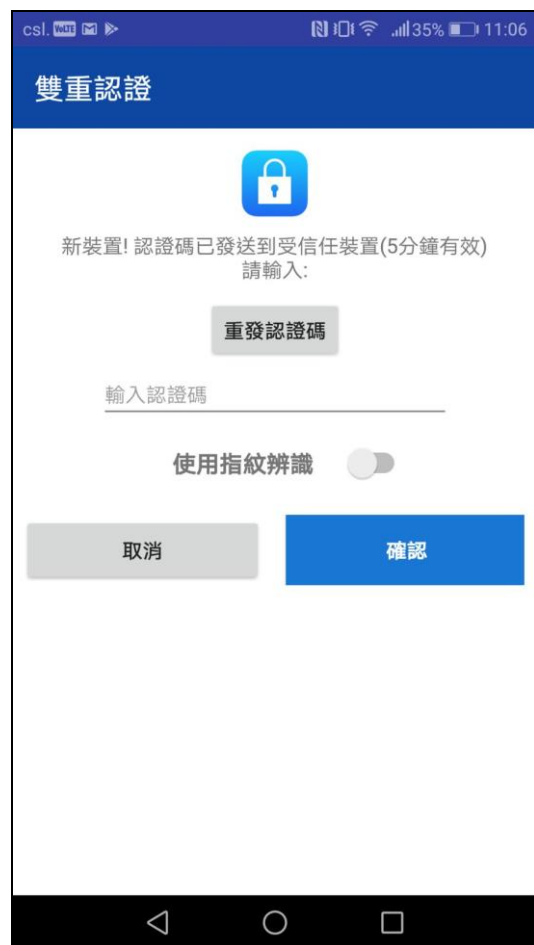 csl. VoLTE 35% 11:06
雙重認證
新裝置! 認證碼已發送到受信任裝置(5分鐘有效)
請輸入:
重發認證碼
輸入認證碼
使用指紋辨識
取消 確認